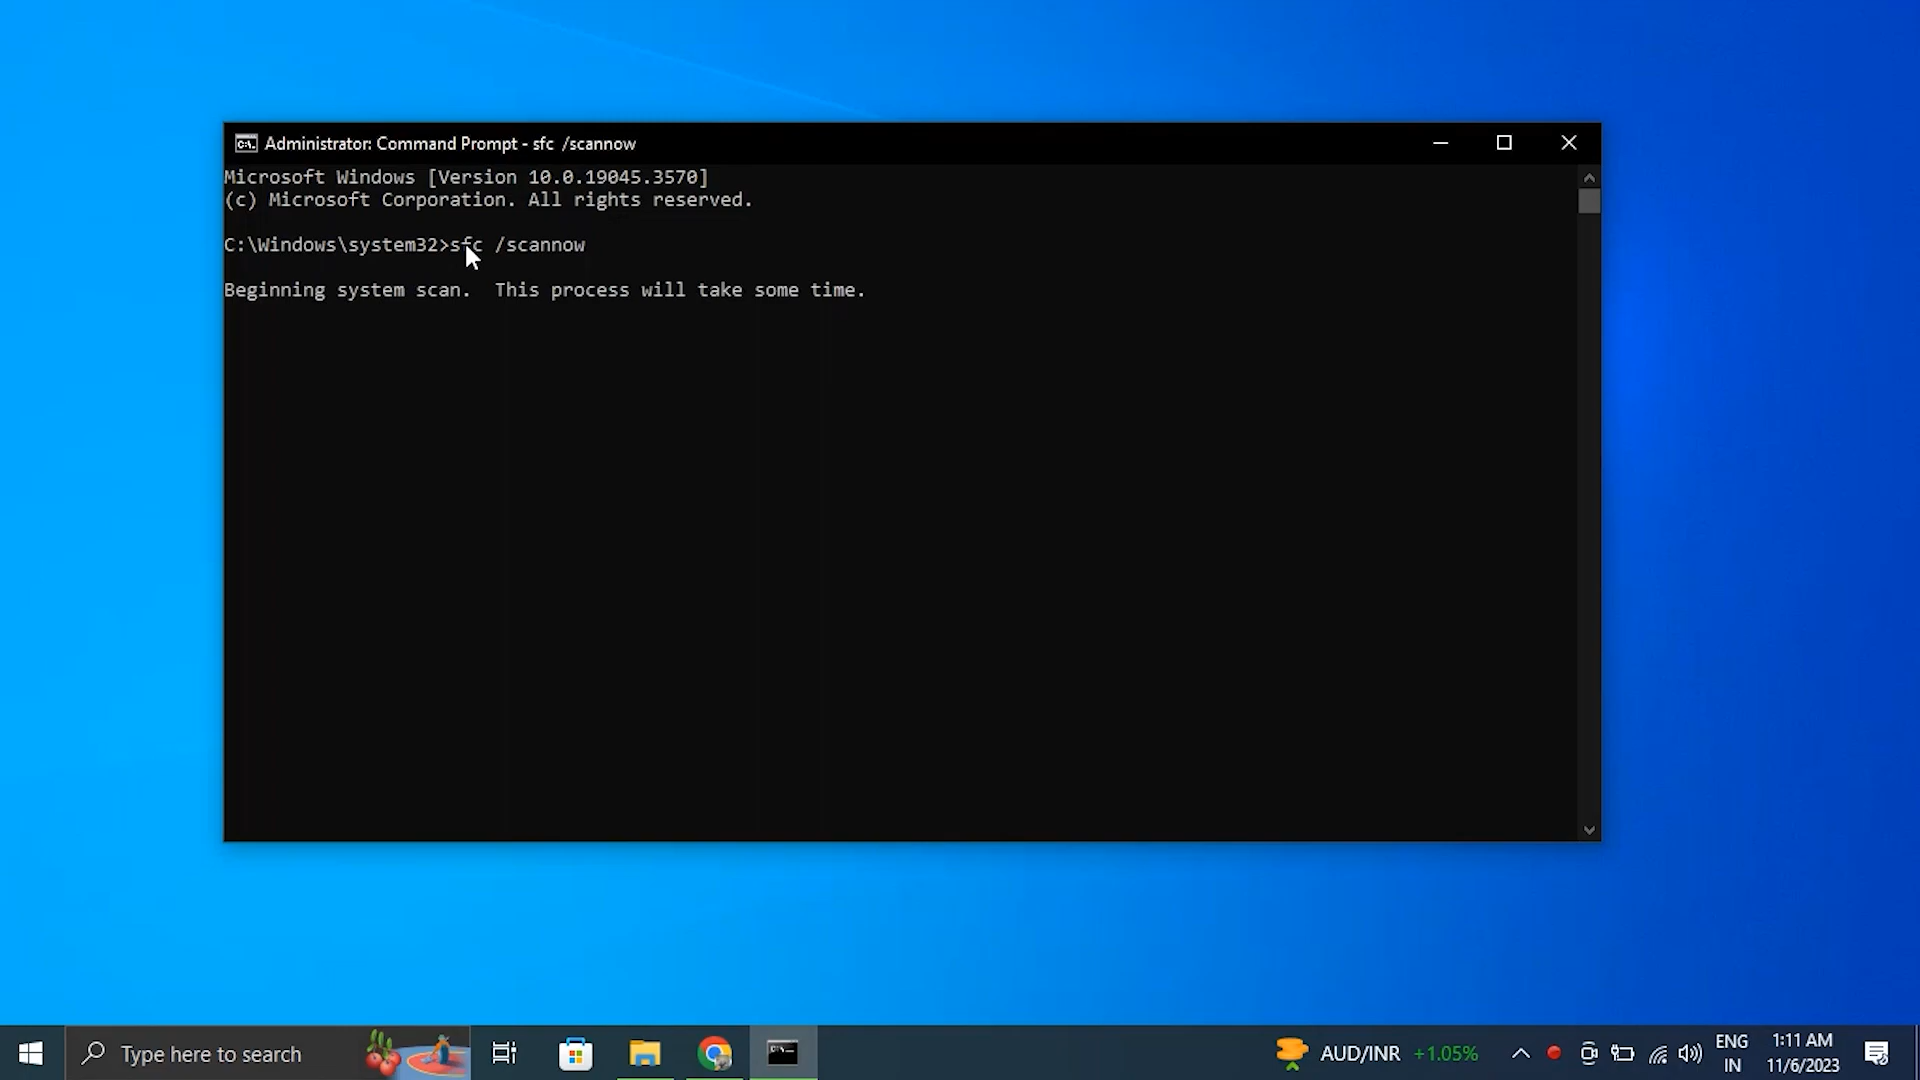 Administrator: Command Prompt - sfc /scannow
Microsoft Windows [Version 10.0.19045.3570]
(c) Microsoft Corporation. All rights reserved.
C:\Windows\system32>sfc /scannow
Beginning system scan.  This process will take some time.
Type here to search
AUD/INR +1.05%
ENG
IN
1:11 AM
11/6/2023